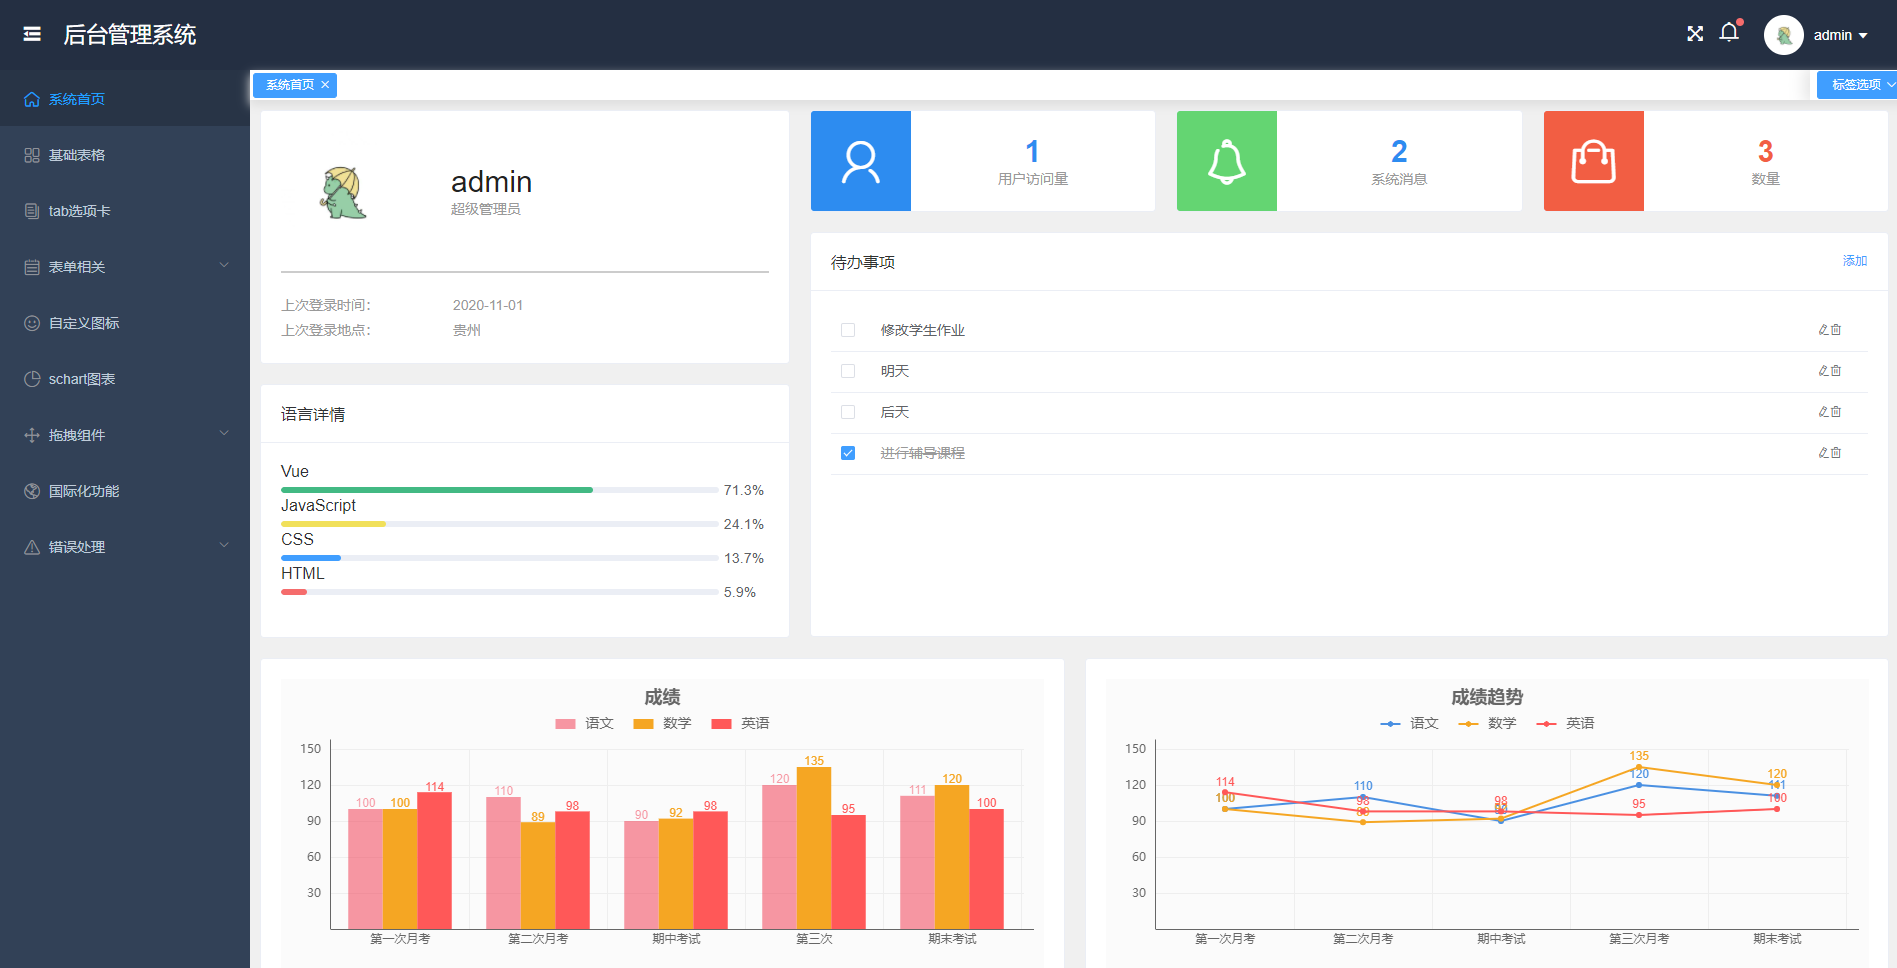 后台管理系统
admin
系统首页
基础表格
tab选项卡
表单相关
自定义图标
schart图表
拖拽组件
国际化功能
错误处理
系统首页
标签选项
admin
超级管理员
上次登录时间：
2020-11-01
上次登录地点：
贵州
1
用户访问量
2
系统消息
3
数量
待办事项
添加
修改学生作业
明天
后天
进行辅导课程
语言详情
Vue
71.3%
JavaScript
24.1%
CSS
13.7%
HTML
5.9%
成绩
语文 数学 英语
150
120
90
60
30
100 100 114
110 89 98
90 92 98
120 135 95
111 120 100
第一次月考 第二次月考 期中考试 第三次 期末考试
成绩趋势
语文 数学 英语
150
120
90
60
30
114
100
110
98
98
135
120
95
120
111
100
第一次月考 第二次月考 期中考试 第三次月考 期末考试